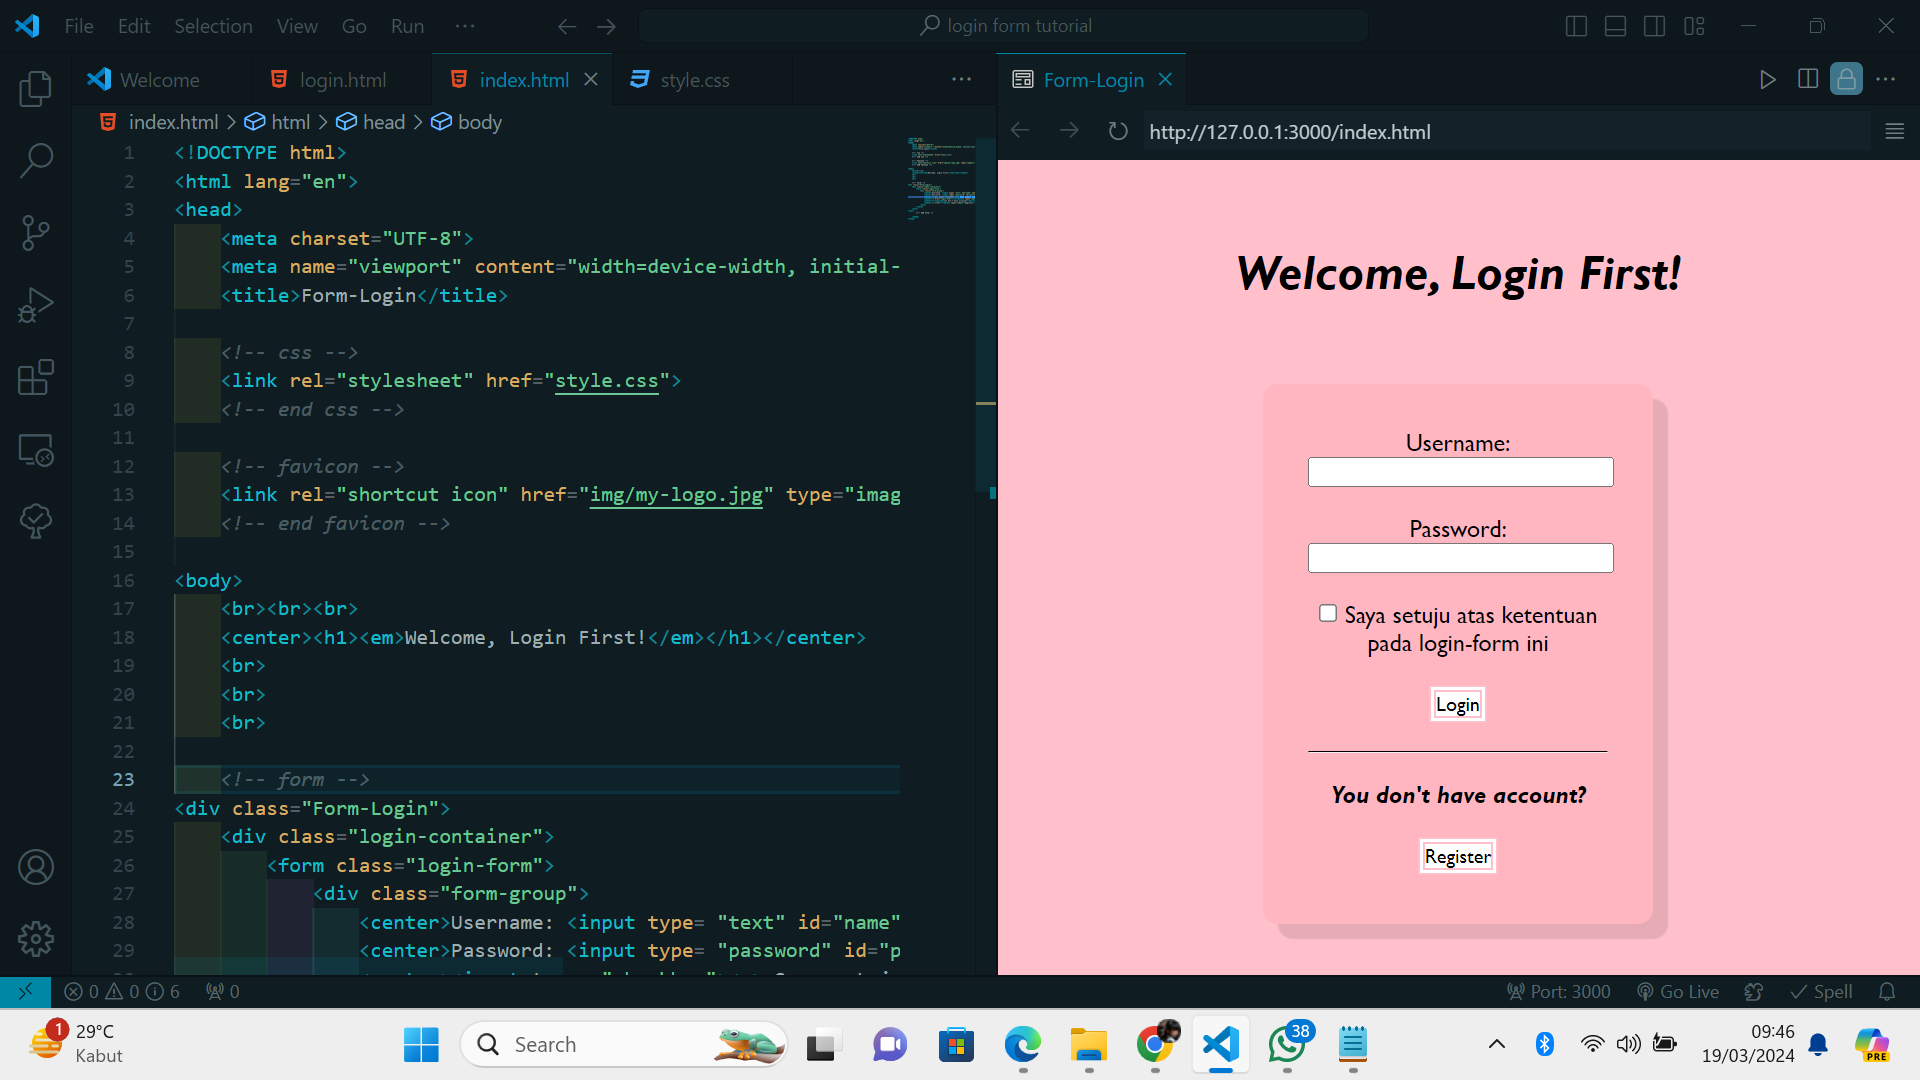 File Edit Selection View Go Run ··· login form tutorial
Welcome login.html index.html style.css ··· Form-Login ···
index.html > html > head > body
http://127.0.0.1:3000/index.html
1 <!DOCTYPE html>
2 <html lang="en">
3 <head>
4 <meta charset="UTF-8">
5 <meta name="viewport" content="width=device-width, initial-
6 <title>Form-Login</title>
7
8 <!-- css -->
9 <link rel="stylesheet" href="style.css">
10 <!-- end css -->
11
12 <!-- favicon -->
13 <link rel="shortcut icon" href="img/my-logo.jpg" type="imag
14 <!-- end favicon -->
15
16 <body>
17 <br><br><br>
18 <center><h1><em>Welcome, Login First!</em></h1></center>
19 <br>
20 <br>
21 <br>
22
23 <!-- form -->
24 <div class="Form-Login">
25 <div class="login-container">
26 <form class="login-form">
27 <div class="form-group">
28 <center>Username: <input type= "text" id="name"
29 <center>Password: <input type= "password" id="p
Welcome, Login First!
Username:
Password:
Saya setuju atas ketentuan
pada login-form ini
Login
You don't have account?
Register
0 0 6 0 Port: 3000 Go Live Spell
1 29°C
Kabut
Search
38
09:46
19/03/2024
PRE